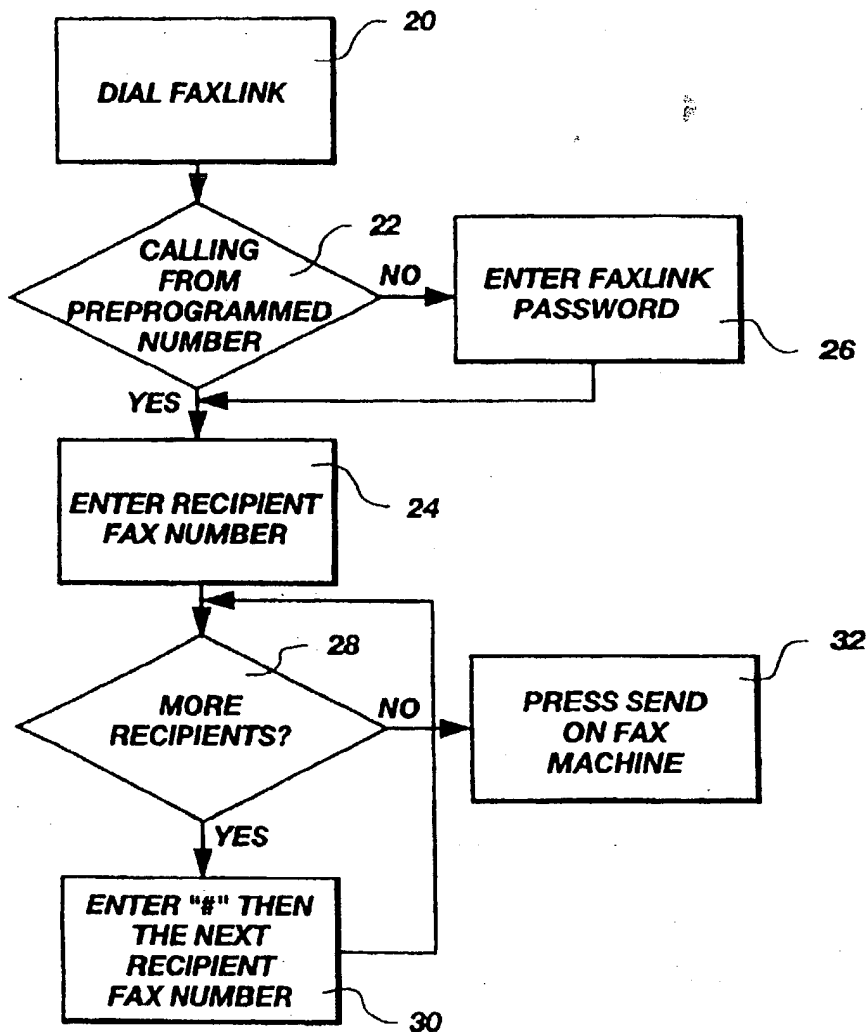 20
DIAL FAXLINK
22
CALLING
FROM
PREPROGRAMMED
NUMBER
NO
ENTER FAXLINK
PASSWORD
26
YES
ENTER RECIPIENT
FAX NUMBER
24
28
MORE
RECIPIENTS?
NO
32
PRESS SEND
ON FAX
MACHINE
YES
ENTER "#" THEN
THE NEXT
RECIPIENT
FAX NUMBER
30